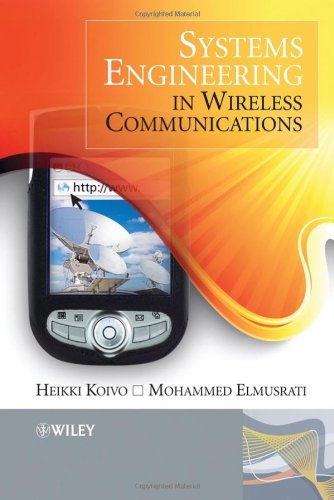 SYSTEMS
ENGINEERING
IN WIRELESS
COMMUNICATIONS
http://www.
HEIKKI KOIVO □ MOHAMMED ELMUSRATI
WILEY